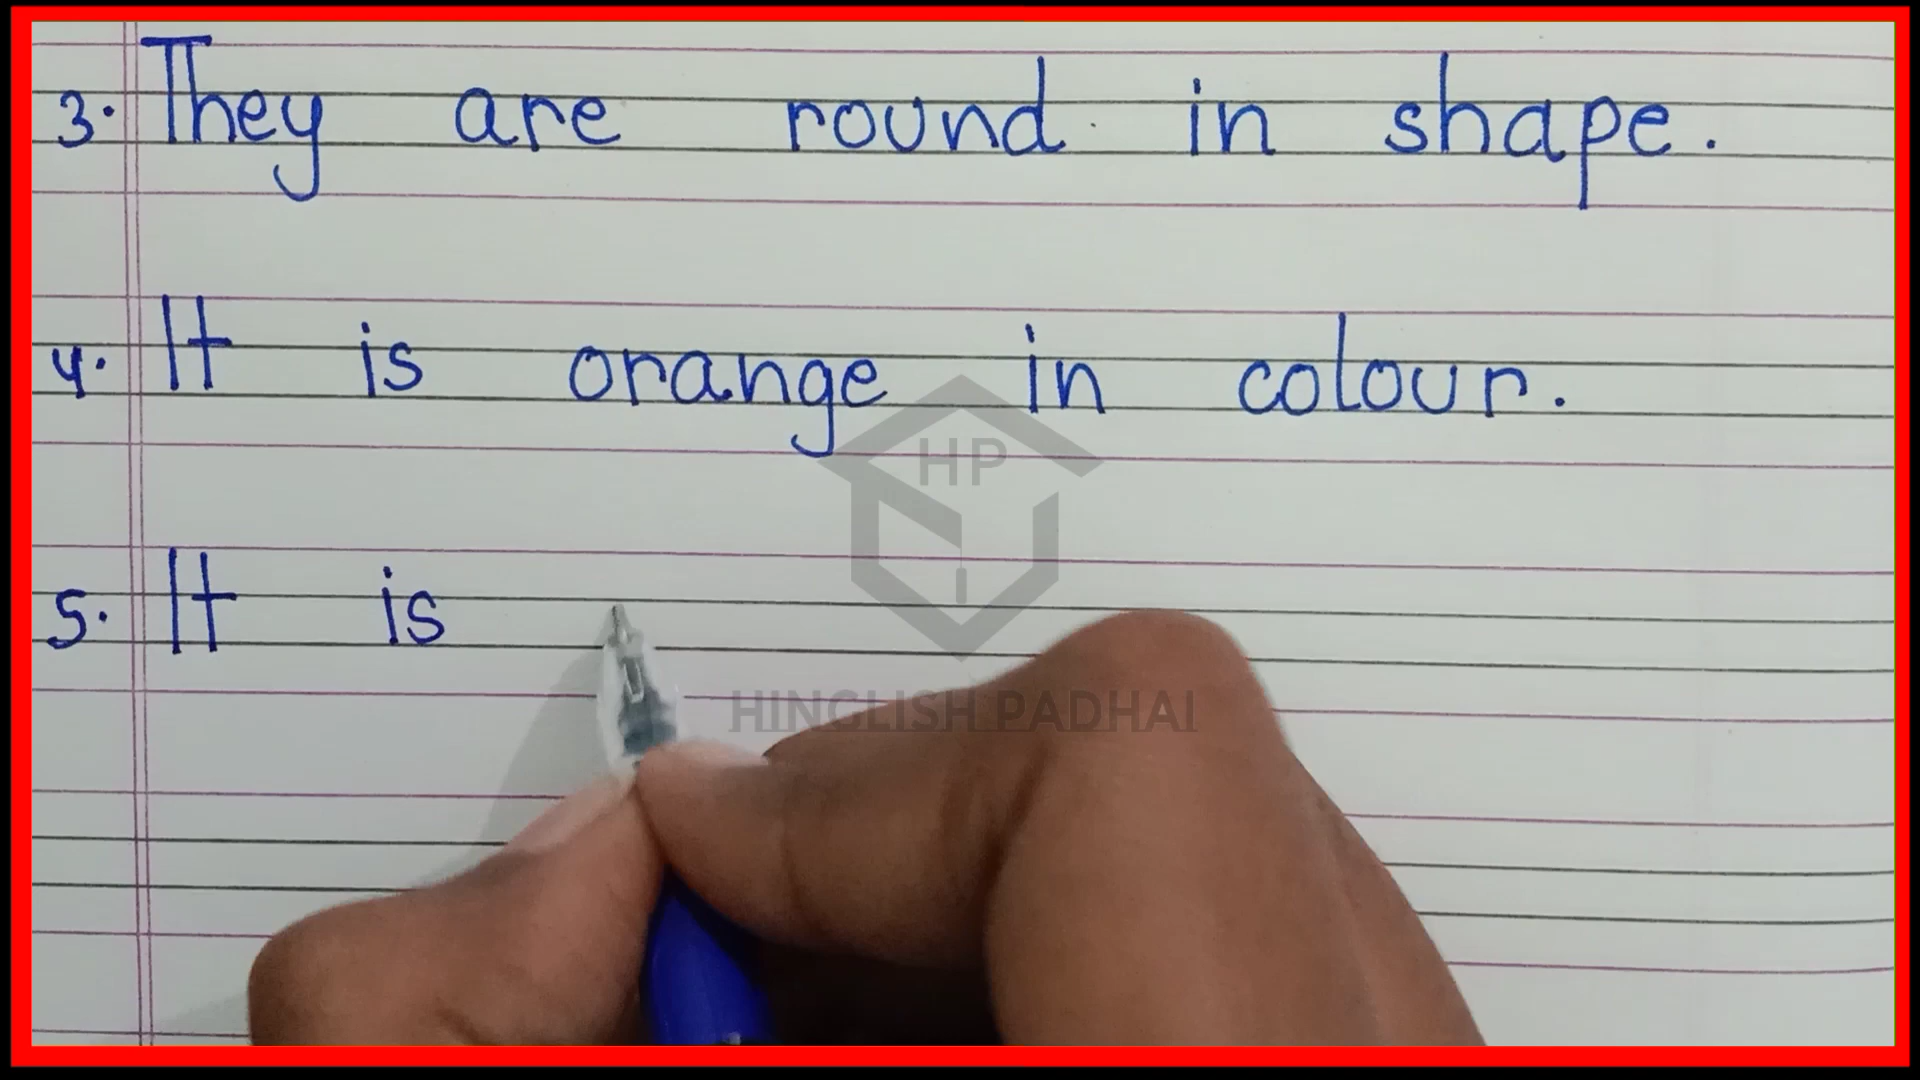 3. They are round in shape.
4. It is orange in colour.
HP
5. It is
HINGLISH PADHAI